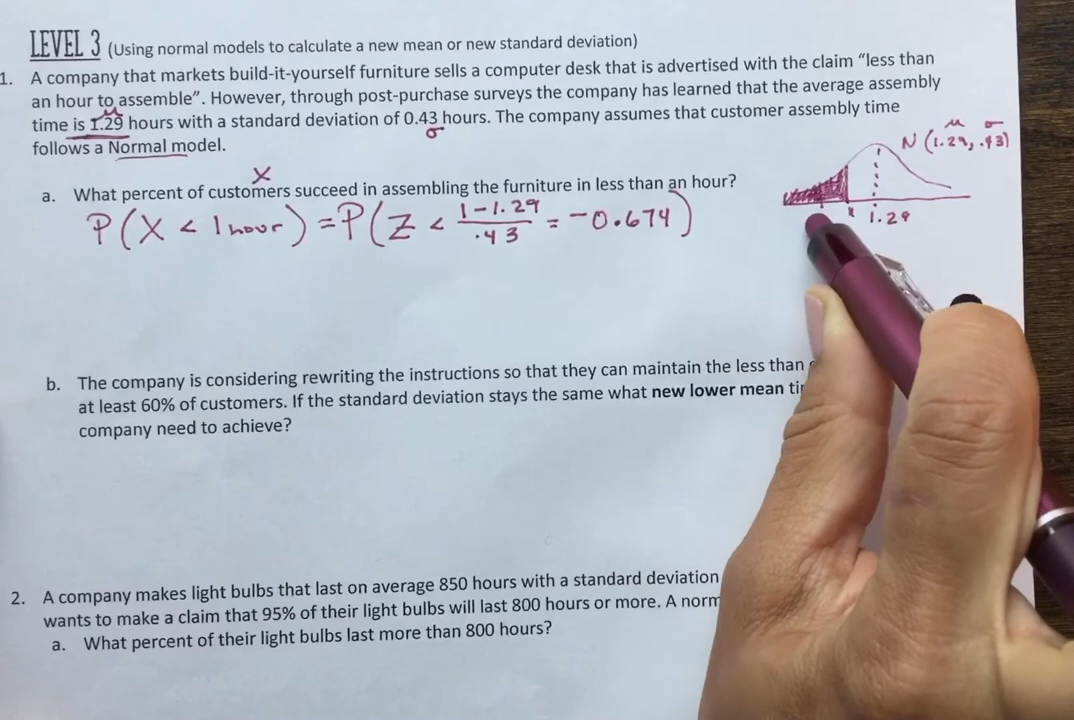 LEVEL 3 (Using normal models to calculate a new mean or new standard deviation)
1. A company that markets build-it-yourself furniture sells a computer desk that is advertised with the claim "less than
an hour to assemble". However, through post-purchase surveys the company has learned that the average assembly
μ
time is 1.29 hours with a standard deviation of 0.43 hours. The company assumes that customer assembly time
σ
follows a Normal model.
μ σ
N (1.29, .43)
X
a. What percent of customers succeed in assembling the furniture in less than an hour?
1.29
P(X < 1 hour) = P(Z < 1-1.29/.43 = -0.674)
b. The company is considering rewriting the instructions so that they can maintain the less than
at least 60% of customers. If the standard deviation stays the same what new lower mean
company need to achieve?
2. A company makes light bulbs that last on average 850 hours with a standard deviation
wants to make a claim that 95% of their light bulbs will last 800 hours or more. A
a. What percent of their light bulbs last more than 800 hours?